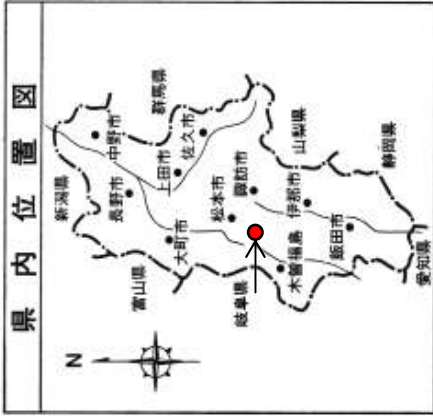 県内位置図
N
新潟県
富山県
群馬県
中野市
長野市
上田市
佐久市
大町市
松本市
諏訪市
山梨県
岐阜県
木曽福島
伊那市
飯田市
静岡県
愛知県